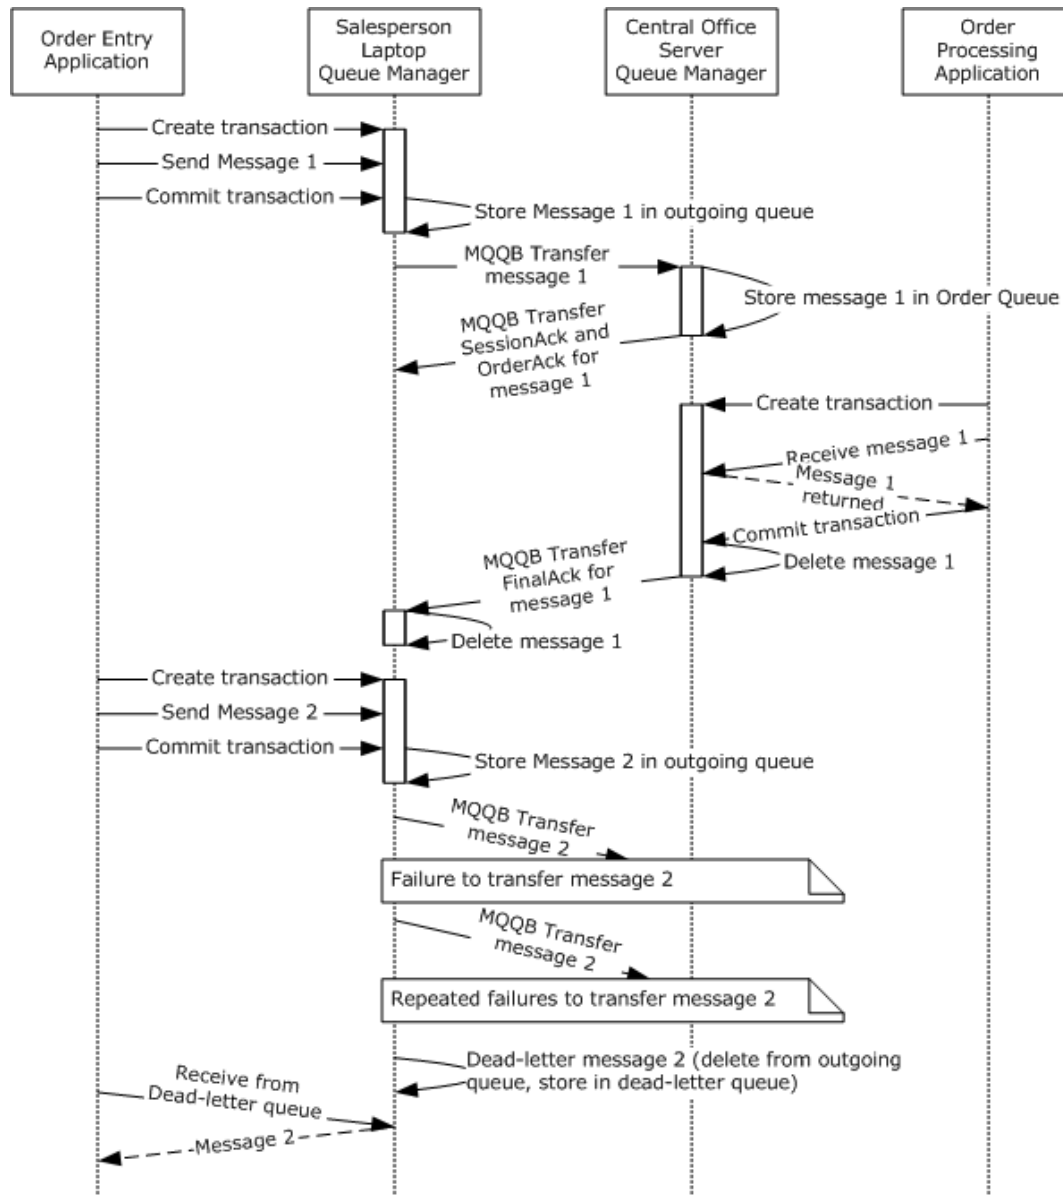 Order Entry
Application
Salesperson
Laptop
Queue Manager
Central Office
Server
Queue Manager
Order
Processing
Application
Create transaction
Send Message 1
Commit transaction
Store Message 1 in outgoing queue
MQQB Transfer
message 1
Store message 1 in Order Queue
MQQB Transfer
SessionAck and
OrderAck for
message 1
Create transaction
Receive message 1
Message 1
returned
Commit transaction
Delete message 1
MQQB Transfer
FinalAck for
message 1
Delete message 1
Create transaction
Send Message 2
Commit transaction
Store Message 2 in outgoing queue
MQQB Transfer
message 2
Failure to transfer message 2
MQQB Transfer
message 2
Repeated failures to transfer message 2
Dead-letter message 2 (delete from outgoing
queue, store in dead-letter queue)
Receive from
Dead-letter queue
Message 2